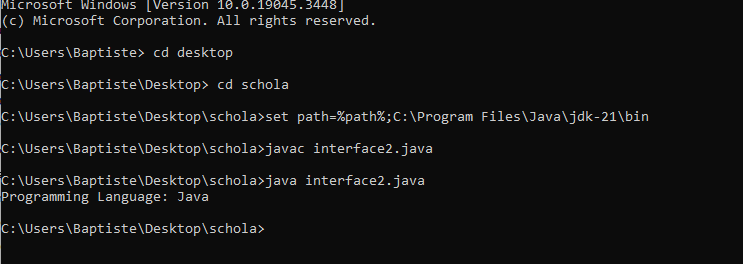 Microsoft Windows [Version 10.0.19045.3448]
(c) Microsoft Corporation. All rights reserved.
C:\Users\Baptiste> cd desktop
C:\Users\Baptiste\Desktop> cd schola
C:\Users\Baptiste\Desktop\schola>set path=%path%;C:\Program Files\Java\jdk-21\bin
C:\Users\Baptiste\Desktop\schola>javac interface2.java
C:\Users\Baptiste\Desktop\schola>java interface2.java
Programming Language: Java
C:\Users\Baptiste\Desktop\schola>